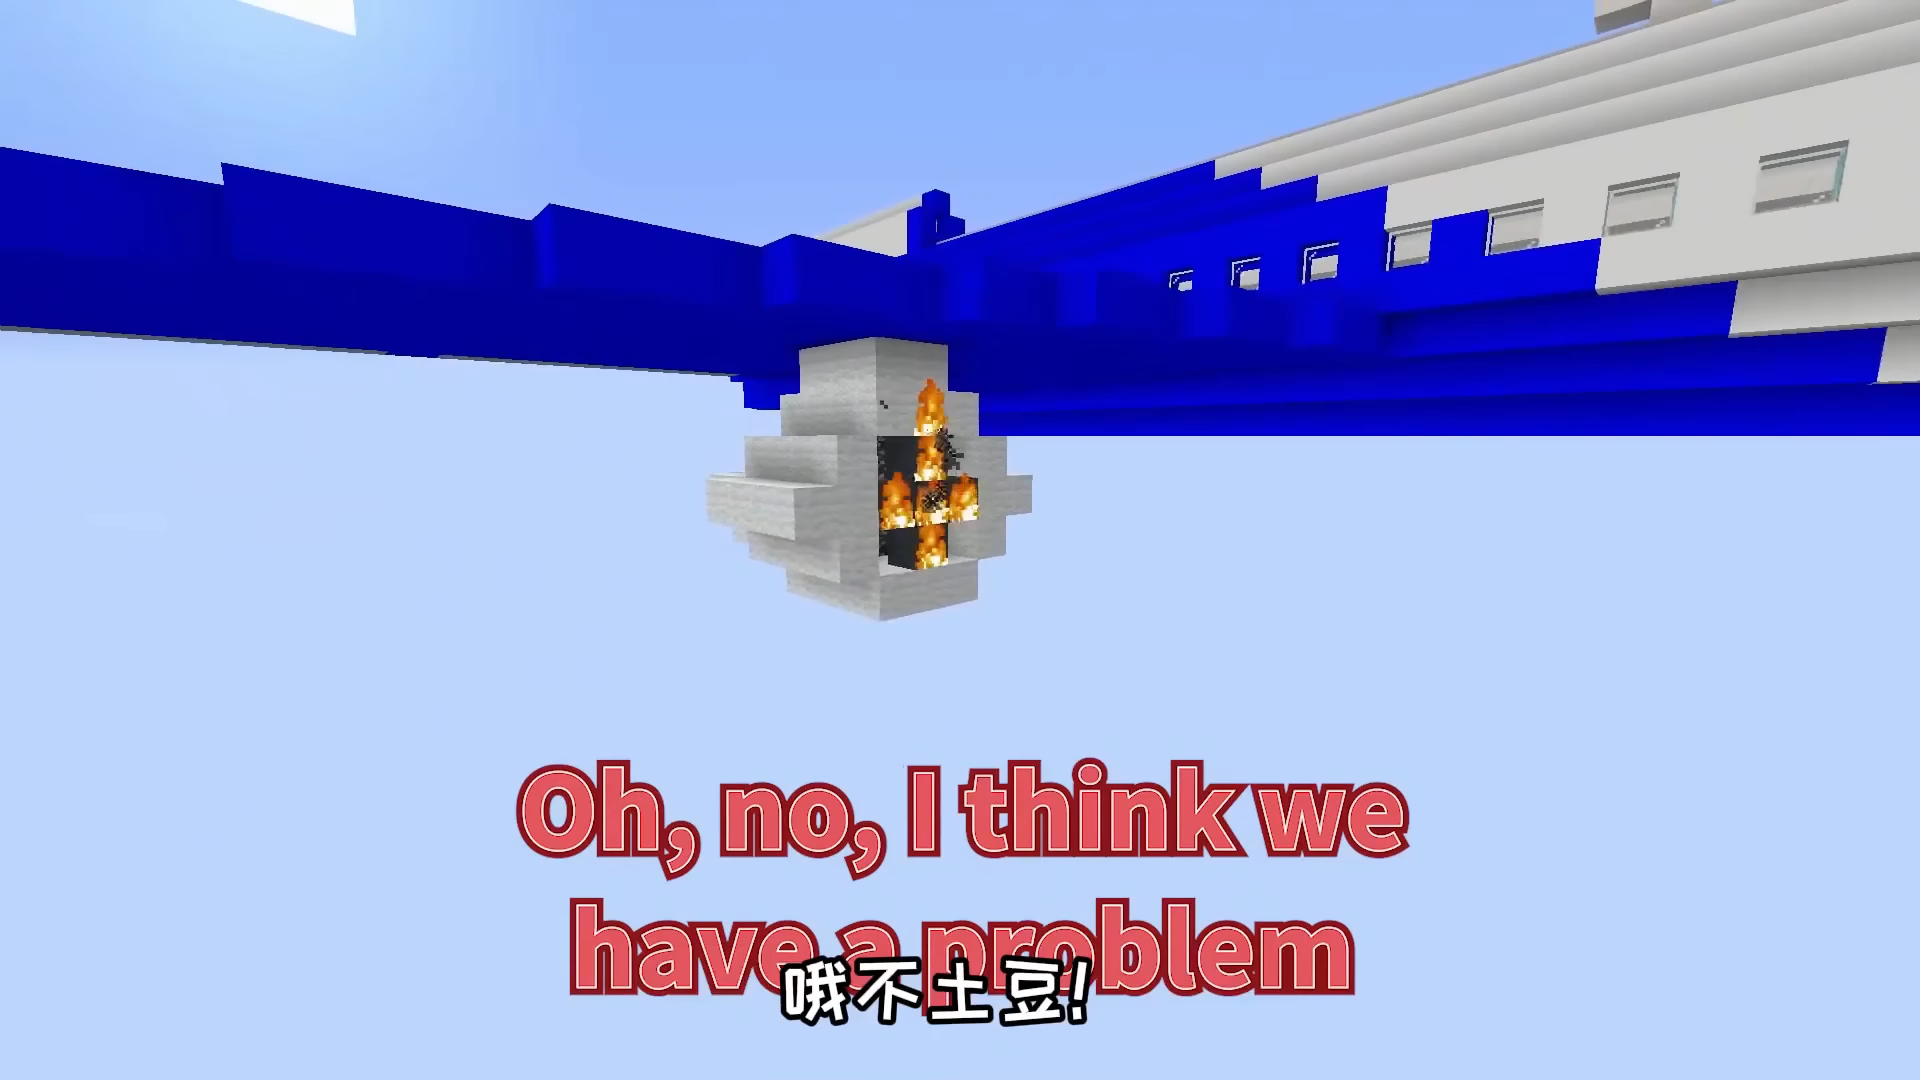 Oh, no, I think we
have a problem
哦不土豆!